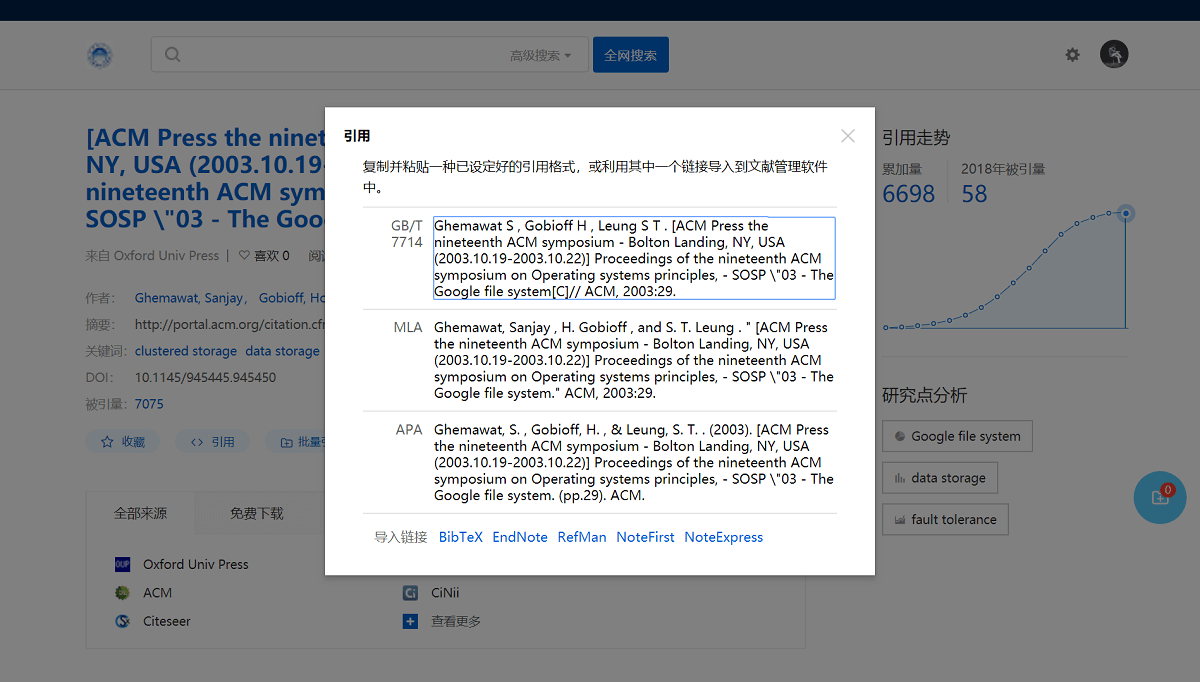 高级搜索
全网搜索
[ACM Press the ninet
NY, USA (2003.10.19-
nineteenth ACM sym
SOSP \"03 - The Goo
来自 Oxford Univ Press | 喜欢 0 阅
作者: Ghemawat, Sanjay, Gobioff, Ho
摘要: http://portal.acm.org/citation.cfr
关键词: clustered storage data storage
DOI: 10.1145/945445.945450
被引量: 7075
收藏
引用
批量引
全部来源
免费下载
OUP Oxford Univ Press
ACM
Citeseer
Ci CiNii
查看更多
引用
复制并粘贴一种已设定好的引用格式，或利用其中一个链接导入到文献管理软件
中。
GB/T
7714
Ghemawat S , Gobioff H , Leung S T . [ACM Press the
nineteenth ACM symposium - Bolton Landing, NY, USA
(2003.10.19-2003.10.22)] Proceedings of the nineteenth ACM
symposium on Operating systems principles, - SOSP \"03 - The
Google file system[C]// ACM, 2003:29.
MLA
Ghemawat, Sanjay , H. Gobioff , and S. T. Leung . " [ACM Press
the nineteenth ACM symposium - Bolton Landing, NY, USA
(2003.10.19-2003.10.22)] Proceedings of the nineteenth ACM
symposium on Operating systems principles, - SOSP \"03 - The
Google file system." ACM, 2003:29.
APA
Ghemawat, S. , Gobioff, H. , & Leung, S. T. . (2003). [ACM Press
the nineteenth ACM symposium - Bolton Landing, NY, USA
(2003.10.19-2003.10.22)] Proceedings of the nineteenth ACM
symposium on Operating systems principles, - SOSP \"03 - The
Google file system. (pp.29). ACM.
导入链接 BibTeX EndNote RefMan NoteFirst NoteExpress
引用走势
累加量
6698
2018年被引量
58
研究点分析
Google file system
data storage
fault tolerance
0